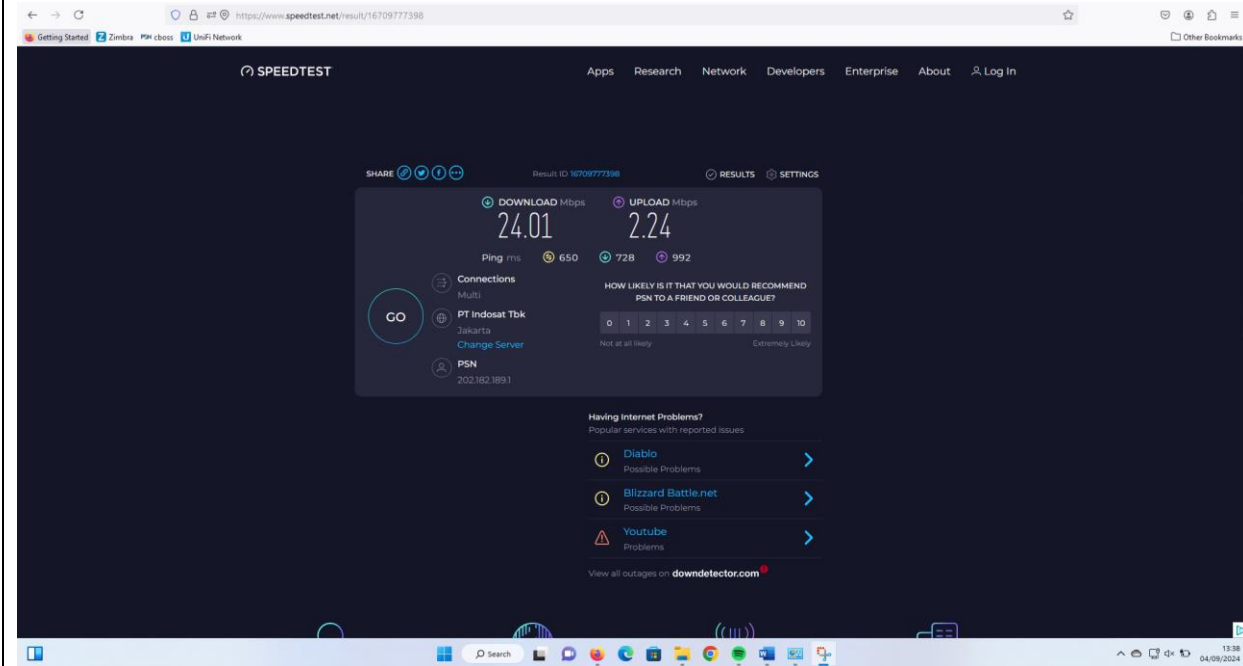 https://www.speedtest.net/result/16709777398
Getting Started Zimbra PSN cboss UniFi Network Other Bookmarks
SPEEDTEST Apps Research Network Developers Enterprise About Log In
SHARE Result ID 16709777398 RESULTS SETTINGS
DOWNLOAD Mbps UPLOAD Mbps
24.01 2.24
Ping ms 650 728 992
Connections
Multi
PT Indosat Tbk
Jakarta
Change Server
PSN
202.182.189.1
GO
HOW LIKELY IS IT THAT YOU WOULD RECOMMEND
PSN TO A FRIEND OR COLLEAGUE?
0 1 2 3 4 5 6 7 8 9 10
Not at all likely Extremely Likely
Having Internet Problems?
Popular services with reported issues
Diablo
Possible Problems
Blizzard Battle.net
Possible Problems
Youtube
Problems
View all outages on downdetector.com
Search
13:38
04/09/2024